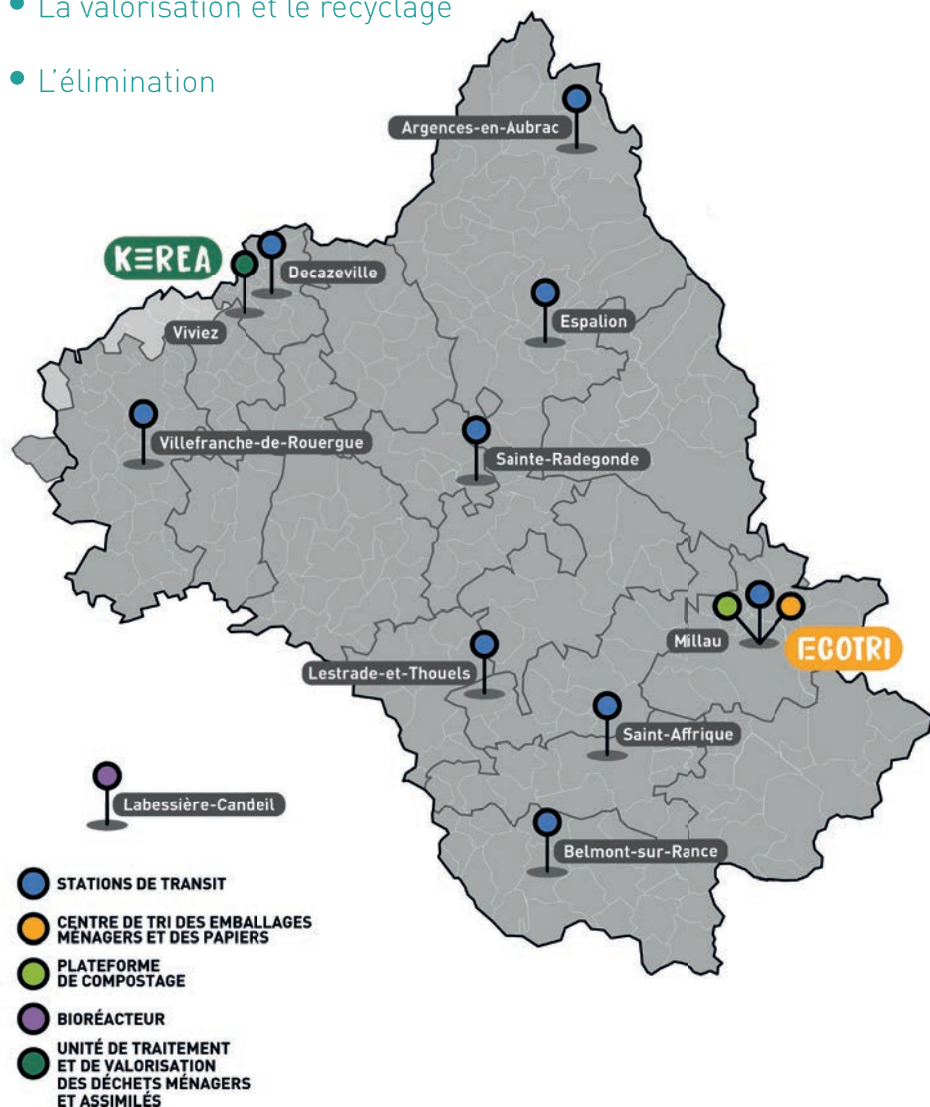 • La valorisation et le recyclage
• L'élimination
Argences-en-Aubrac
KEREA
Decazeville
Viviez
Espalion
Villefranche-de-Rouergue
Sainte-Radegonde
Millau
ECOTRI
Lestrade-et-Thouels
Saint-Affrique
Labessière-Candeil
Belmont-sur-Rance
STATIONS DE TRANSIT
CENTRE DE TRI DES EMBALLAGES
MÉNAGERS ET DES PAPIERS
PLATEFORME
DE COMPOSTAGE
BIORÉACTEUR
UNITÉ DE TRAITEMENT
ET DE VALORISATION
DES DÉCHETS MÉNAGERS
ET ASSIMILÉS